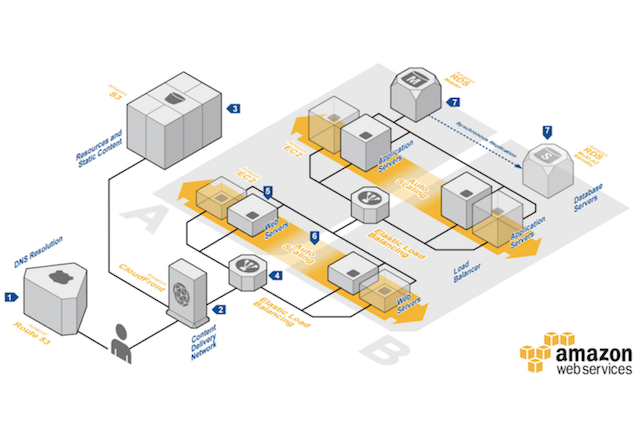 S3
3
Resources and
Static Content
RDS
M
7
Synchronous Replication
7
RDS
S
Database
Servers
EC2
Application
Servers
Auto
Scaling
Application
Servers
Elastic Load
Balancing
Load
Balancer
EC2
5
Web
Servers
6
Auto
Scaling
Web
Servers
4
Elastic Load
Balancing
A
B
DNS Resolution
1
Route 53
CloudFront
2
Content
Delivery
Network
amazon
web services